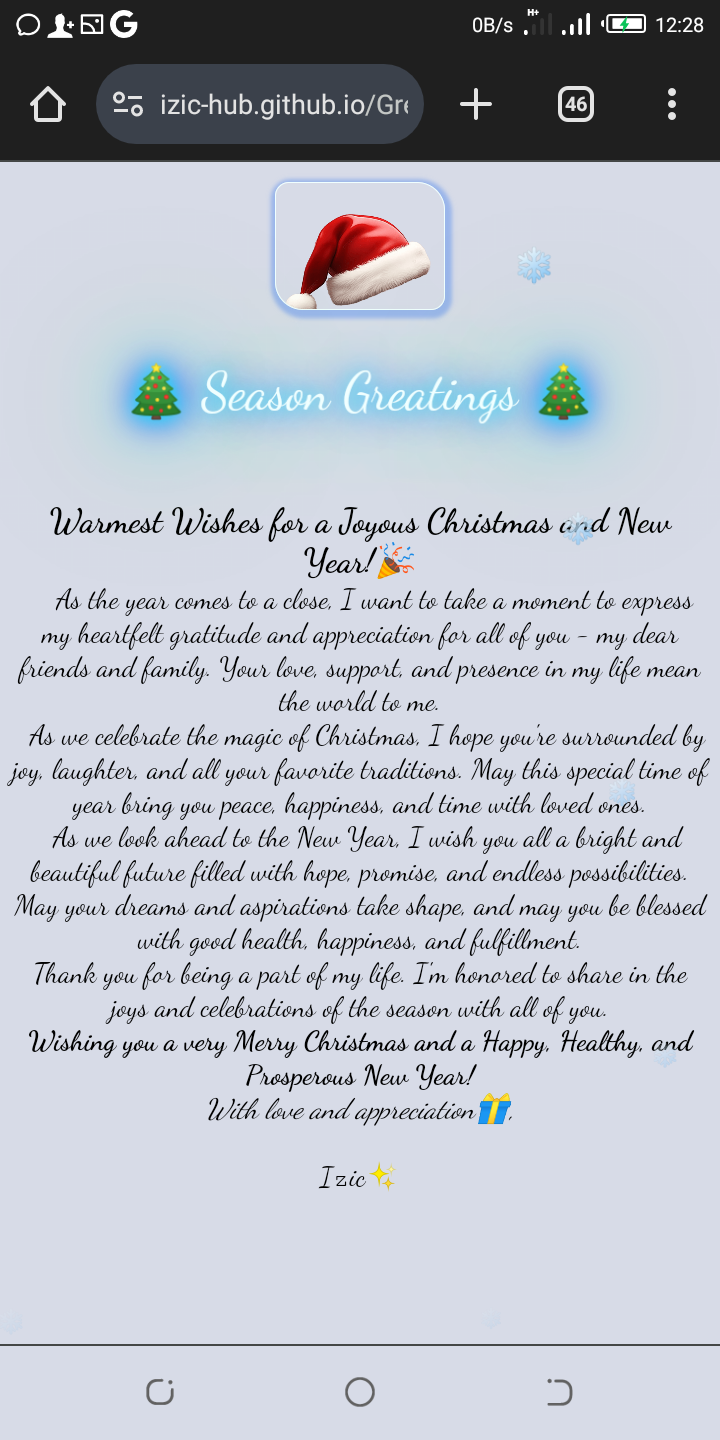 0B/s H+ 12:28
izic-hub.github.io/Gre 46
🎄 Season Greatings 🎄
Warmest Wishes for a Joyous Christmas and New
Year!🎉
As the year comes to a close, I want to take a moment to express
my heartfelt gratitude and appreciation for all of you - my dear
friends and family. Your love, support, and presence in my life mean
the world to me.
As we celebrate the magic of Christmas, I hope you're surrounded by
joy, laughter, and all your favorite traditions. May this special time of
year bring you peace, happiness, and time with loved ones.
As we look ahead to the New Year, I wish you all a bright and
beautiful future filled with hope, promise, and endless possibilities.
May your dreams and aspirations take shape, and may you be blessed
with good health, happiness, and fulfillment.
Thank you for being a part of my life. I'm honored to share in the
joys and celebrations of the season with all of you.
Wishing you a very Merry Christmas and a Happy, Healthy, and
Prosperous New Year!
With love and appreciation🎁,
Izic✨